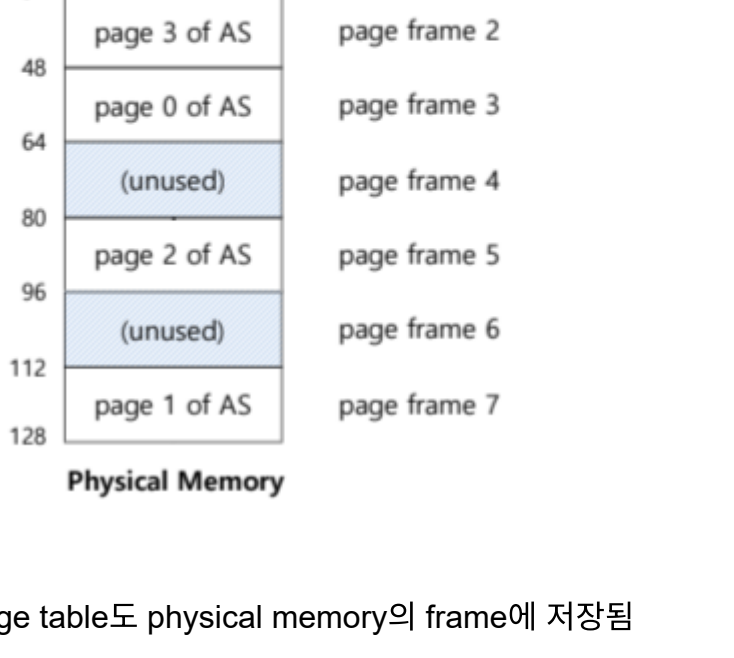 page 3 of AS page frame 2
48
page 0 of AS page frame 3
64
(unused) page frame 4
80
page 2 of AS page frame 5
96
(unused) page frame 6
112
page 1 of AS page frame 7
128
Physical Memory
ge table도 physical memory의 frame에 저장됨